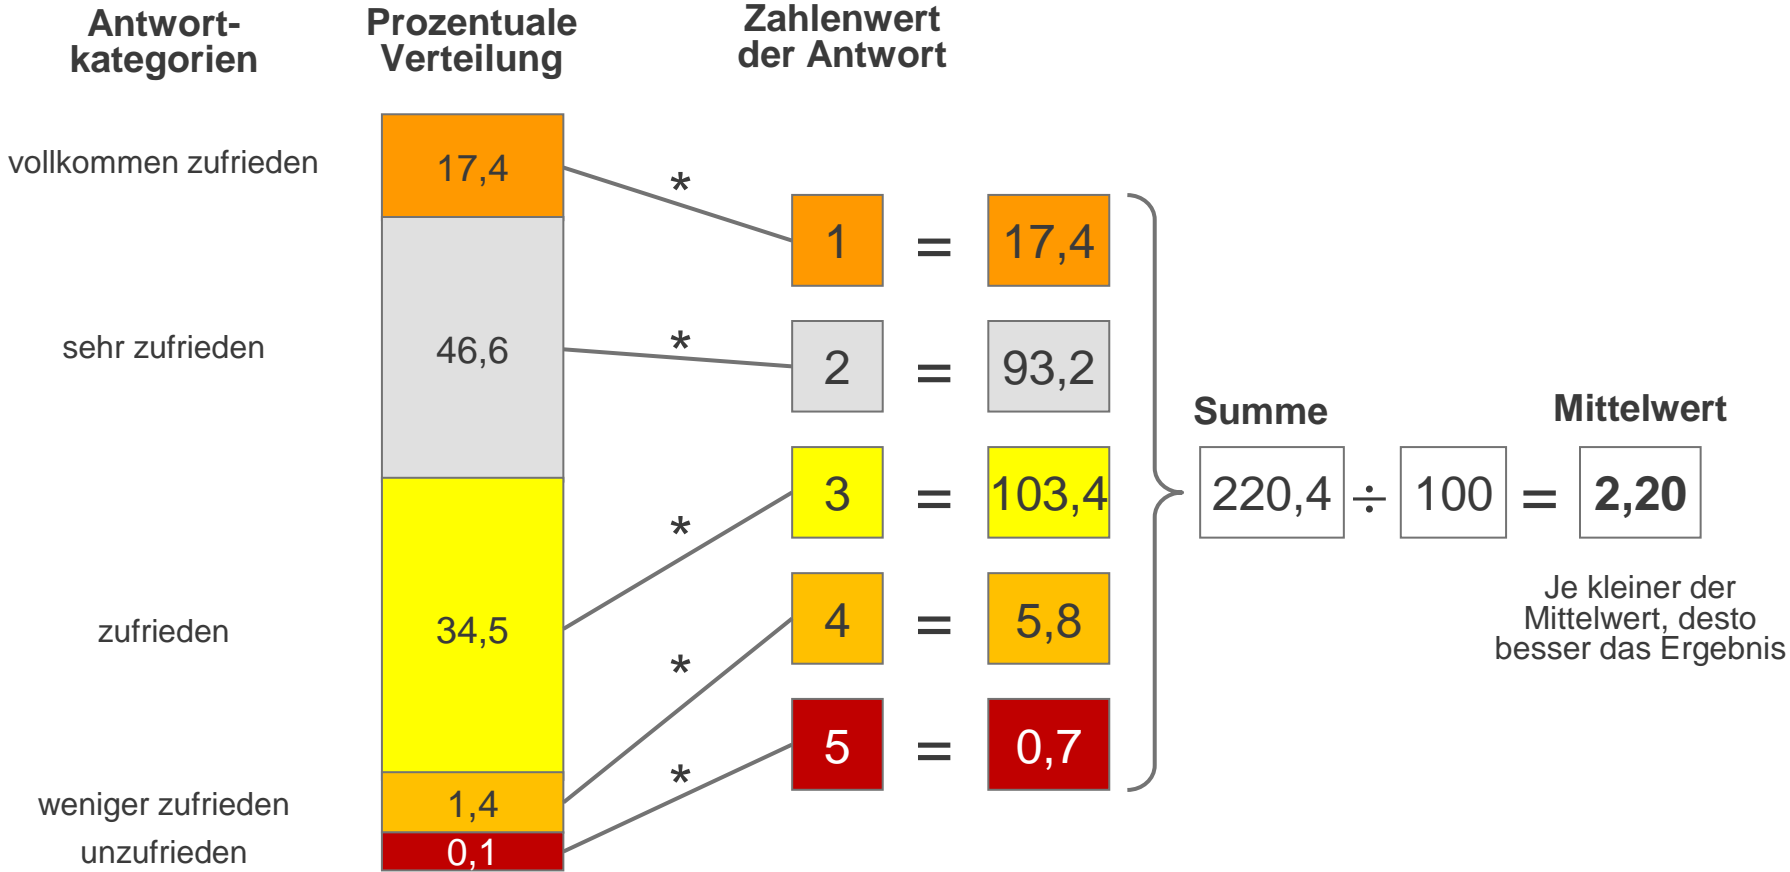 Antwort-
kategorien
Prozentuale
Verteilung
Zahlenwert
der Antwort
vollkommen zufrieden
17,4
*
1
=
17,4
sehr zufrieden
46,6
*
2
=
93,2
zufrieden
34,5
*
3
=
103,4
weniger zufrieden
1,4
*
4
=
5,8
unzufrieden
0,1
*
5
=
0,7
Summe
220,4
÷
100
=
Mittelwert
2,20
Je kleiner der
Mittelwert, desto
besser das Ergebnis